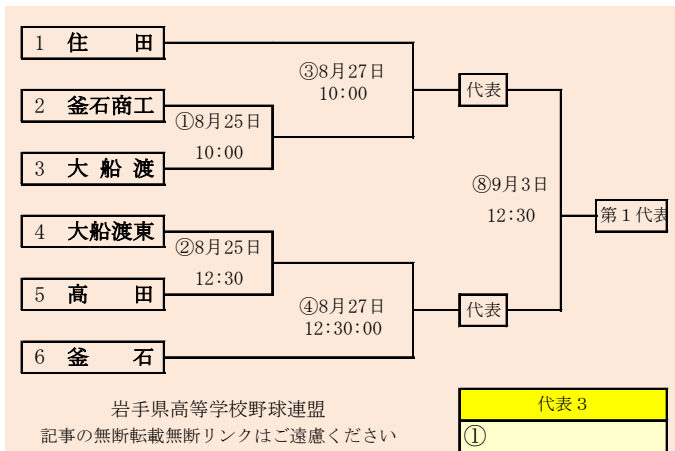 1 住 田
③8月27日
10:00
代表
2 釜石商工
①8月25日
10:00
3 大 船 渡
⑧9月3日
12:30
第1代表
4 大船渡東
②8月25日
12:30
5 高 田
④8月27日
12:30:00
代表
6 釜 石
岩手県高等学校野球連盟
記事の無断転載無断リンクはご遠慮ください
代表3
①